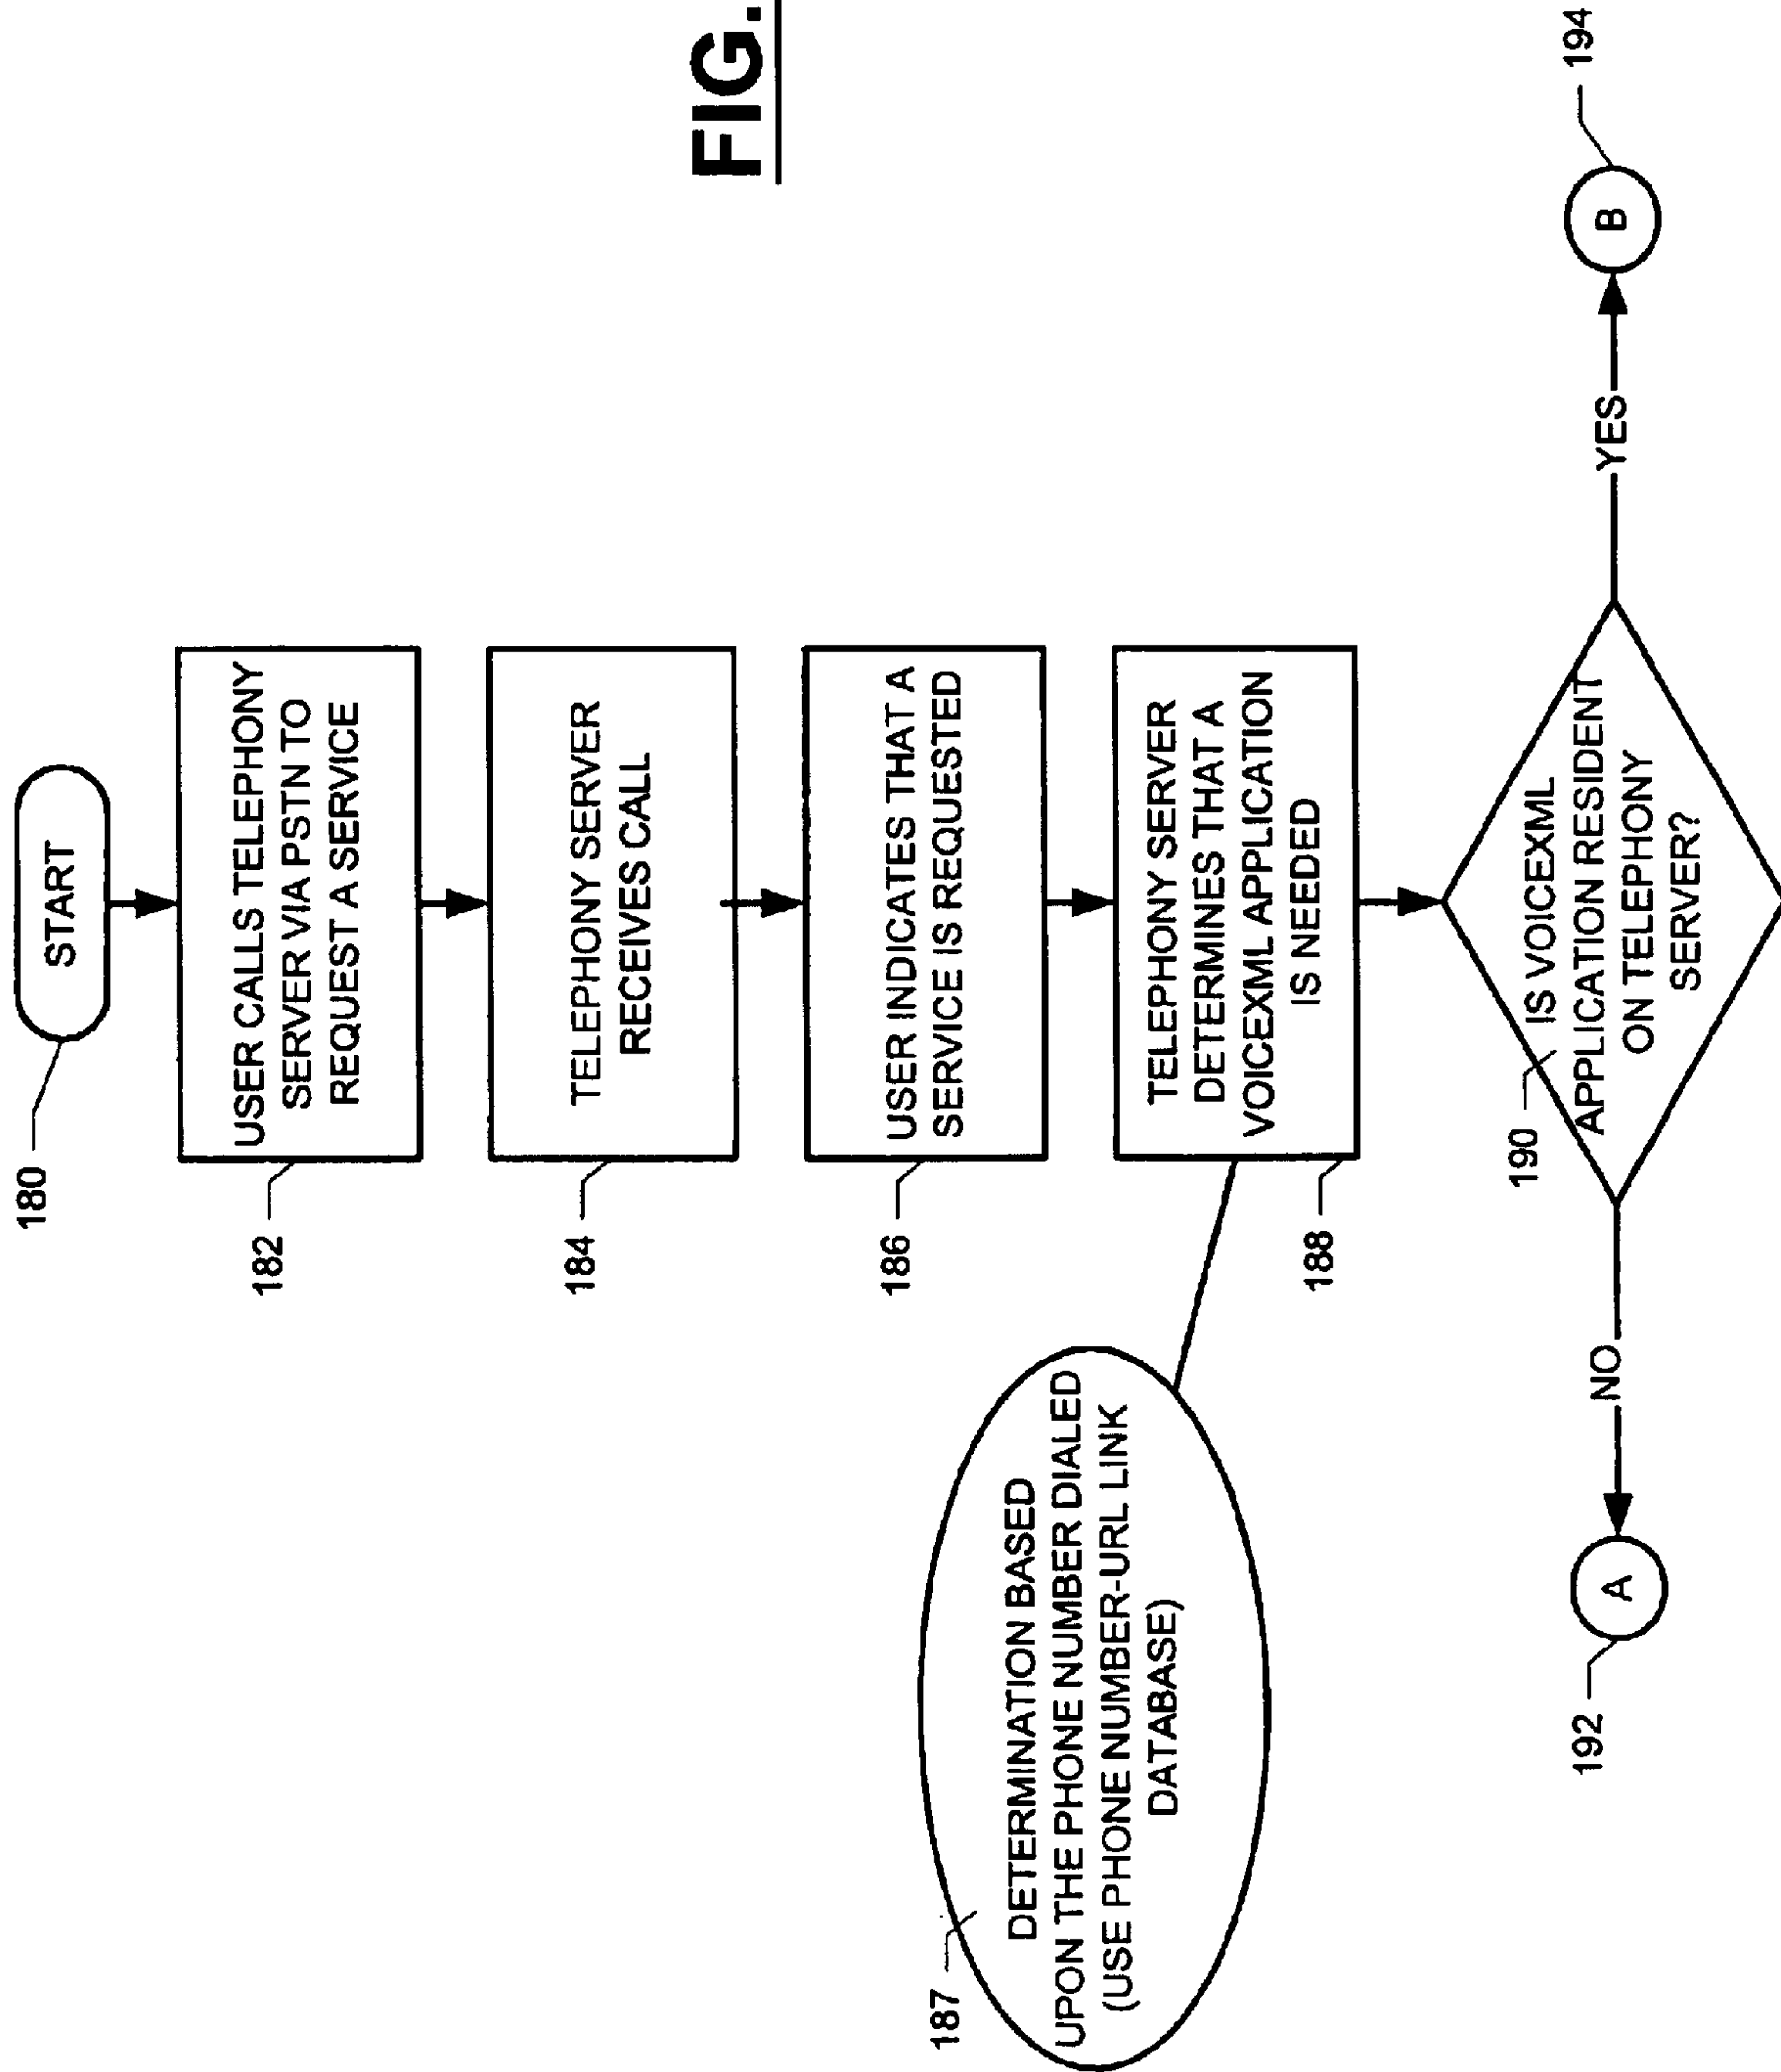 180
START
182
USER CALLS TELEPHONY
SERVER VIA PSTN TO
REQUEST A SERVICE
184
TELEPHONY SERVER
RECEIVES CALL
186
USER INDICATES THAT A
SERVICE IS REQUESTED
187
DETERMINATION BASED
UPON THE PHONE NUMBER DIALED
(USE PHONE NUMBER-URL LINK
DATABASE)
188
TELEPHONY SERVER
DETERMINES THAT A
VOICEXML APPLICATION
IS NEEDED
190
IS VOICEXML
APPLICATION RESIDENT
ON TELEPHONY
SERVER?
NO
YES
192
A
B
194
FIG.